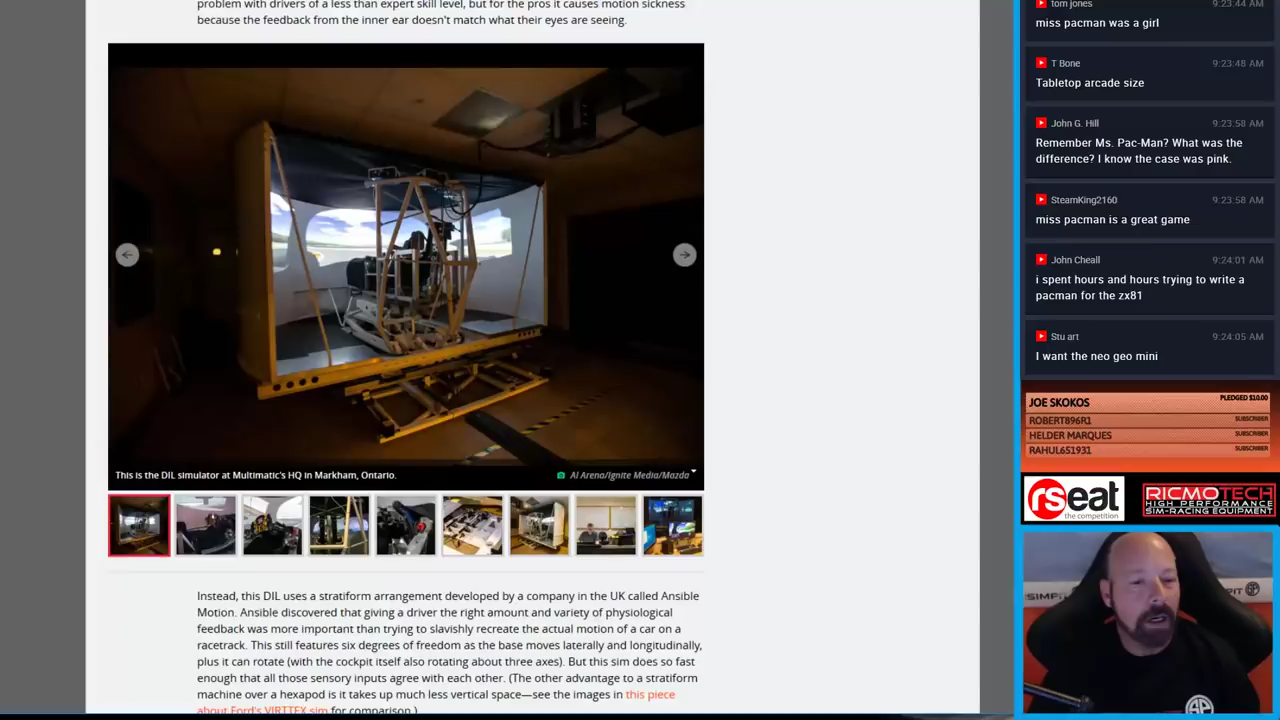 problem with drivers of a less than expert skill level, but for the pros it causes motion sickness
because the feedback from the inner ear doesn't match what their eyes are seeing.
This is the DIL simulator at Multimatic's HQ in Markham, Ontario.
Al Arena/Ignite Media/Mazda
Instead, this DIL uses a stratiform arrangement developed by a company in the UK called Ansible
Motion. Ansible discovered that giving a driver the right amount and variety of physiological
feedback was more important than trying to slavishly recreate the actual motion of a car on a
racetrack. This still features six degrees of freedom as the base moves laterally and longitudinally,
plus it can rotate (with the cockpit itself also rotating about three axes). But this sim does so fast
enough that all those sensory inputs agree with each other. (The other advantage to a stratiform
machine over a hexapod is it takes up much less vertical space—see the images in this piece
about Ford's VIRTTEX sim for comparison.)
tom jones 9:23:44 AM
miss pacman was a girl
T Bone 9:23:48 AM
Tabletop arcade size
John G. Hill 9:23:58 AM
Remember Ms. Pac-Man? What was the
difference? I know the case was pink.
SteamKing2160 9:23:58 AM
miss pacman is a great game
John Cheall 9:24:01 AM
i spent hours and hours trying to write a
pacman for the zx81
Stu art 9:24:05 AM
I want the neo geo mini
JOE SKOKOS PLEDGED $10.00
ROBERT896R1 SUBSCRIBER
HELDER MARQUES SUBSCRIBER
RAHUL651931 SUBSCRIBER
rseat
the competition
RICMOTECH
HIGH PERFORMANCE
SIM-RACING EQUIPMENT